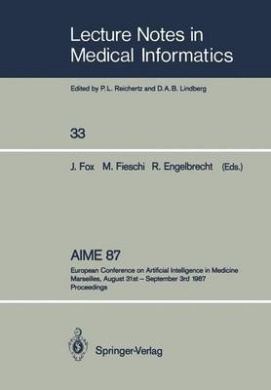 Lecture Notes in
Medical Informatics
Edited by P. L. Reichertz and D. A. B. Lindberg
33
J. Fox M. Fieschi R. Engelbrecht (Eds.)
AIME 87
European Conference on Artificial Intelligence in Medicine
Marseilles, August 31st – September 3rd 1987
Proceedings
Springer-Verlag